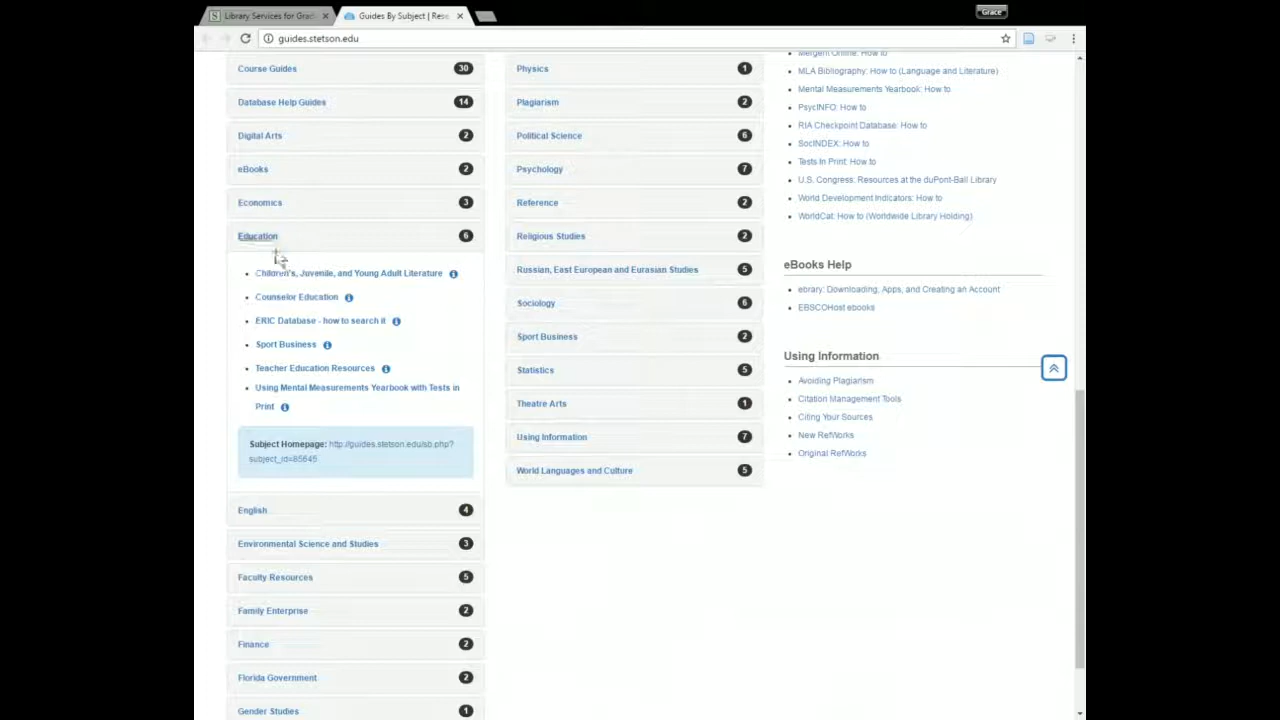 Library Services for Grad
Guides By Subject | Rese
Grace
guides.stetson.edu
Course Guides 30
Database Help Guides 14
Digital Arts 2
eBooks 2
Economics 3
Education 6
Children's, Juvenile, and Young Adult Literature
Counselor Education
ERIC Database - how to search it
Sport Business
Teacher Education Resources
Using Mental Measurements Yearbook with Tests in
Print
Subject Homepage: http://guides.stetson.edu/sb.php?
subject_id=85645
English 4
Environmental Science and Studies 3
Faculty Resources 5
Family Enterprise 2
Finance 2
Florida Government 2
Gender Studies 1
Physics 1
Plagiarism 2
Political Science 6
Psychology 7
Reference 2
Religious Studies 2
Russian, East European and Eurasian Studies 5
Sociology 6
Sport Business 2
Statistics 5
Theatre Arts 1
Using Information 7
World Languages and Culture 5
Mergent Online: How to
MLA Bibliography: How to (Language and Literature)
Mental Measurements Yearbook: How to
PsycINFO: How to
RIA Checkpoint Database: How to
SocINDEX: How to
Tests In Print: How to
U.S. Congress: Resources at the duPont-Ball Library
World Development Indicators: How to
WorldCat: How to (Worldwide Library Holding)
eBooks Help
ebrary: Downloading, Apps, and Creating an Account
EBSCOHost ebooks
Using Information
Avoiding Plagiarism
Citation Management Tools
Citing Your Sources
New RefWorks
Original RefWorks